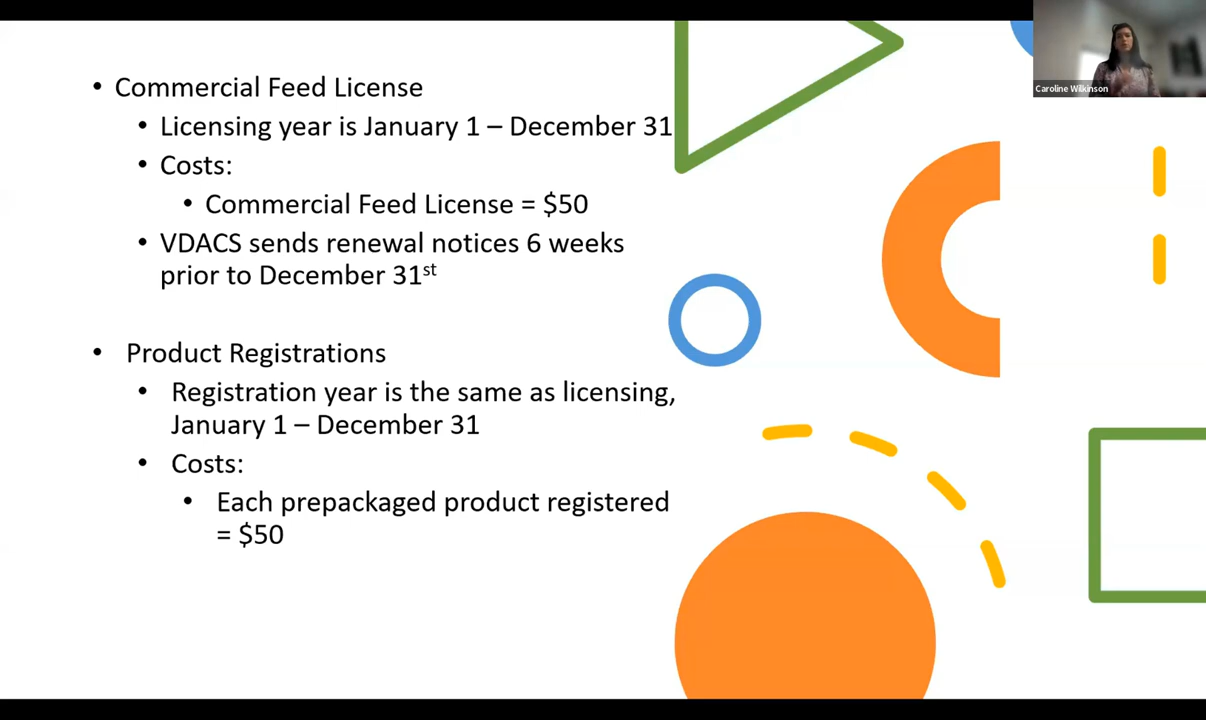 • Commercial Feed License
• Licensing year is January 1 – December 31
• Costs:
• Commercial Feed License = $50
• VDACS sends renewal notices 6 weeks
prior to December 31st
• Product Registrations
• Registration year is the same as licensing,
January 1 – December 31
• Costs:
• Each prepackaged product registered
= $50
Caroline Wilkinson